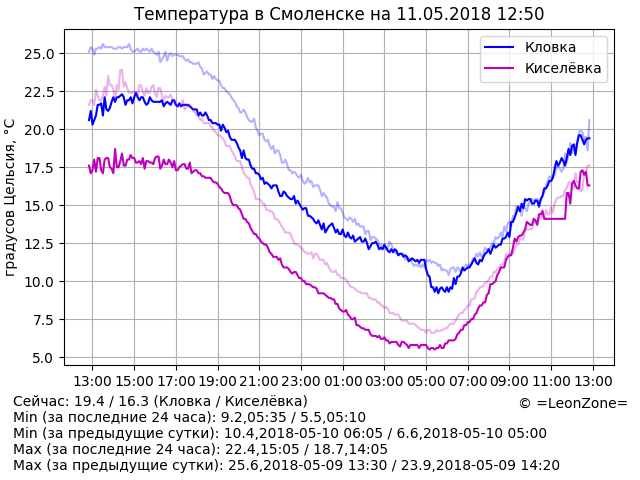 Температура в Смоленске на 11.05.2018 12:50
градусов Цельсия, °C
25.0
22.5
20.0
17.5
15.0
12.5
10.0
7.5
5.0
Кловка
Киселёвка
13:00 15:00 17:00 19:00 21:00 23:00 01:00 03:00 05:00 07:00 09:00 11:00 13:00
Сейчас: 19.4 / 16.3 (Кловка / Киселёвка)
© =LeonZone=
Min (за последние 24 часа): 9.2,05:35 / 5.5,05:10
Min (за предыдущие сутки): 10.4,2018-05-10 06:05 / 6.6,2018-05-10 05:00
Max (за последние 24 часа): 22.4,15:05 / 18.7,14:05
Max (за предыдущие сутки): 25.6,2018-05-09 13:30 / 23.9,2018-05-09 14:20